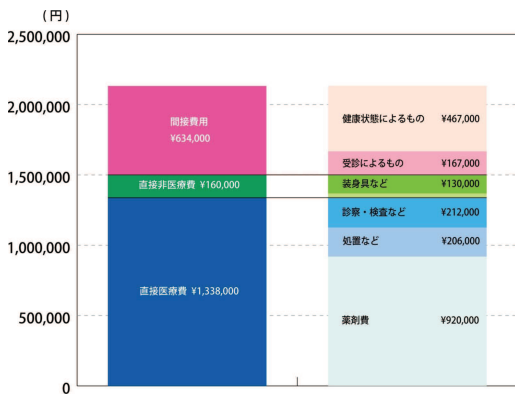 (円)
2,500,000
2,000,000
1,500,000
1,000,000
500,000
0
間接費用
¥634,000
直接非医療費 ¥160,000
直接医療費 ¥1,338,000
健康状態によるもの ¥467,000
受診によるもの ¥167,000
装身具など ¥130,000
診察・検査など ¥212,000
処置など ¥206,000
薬剤費 ¥920,000